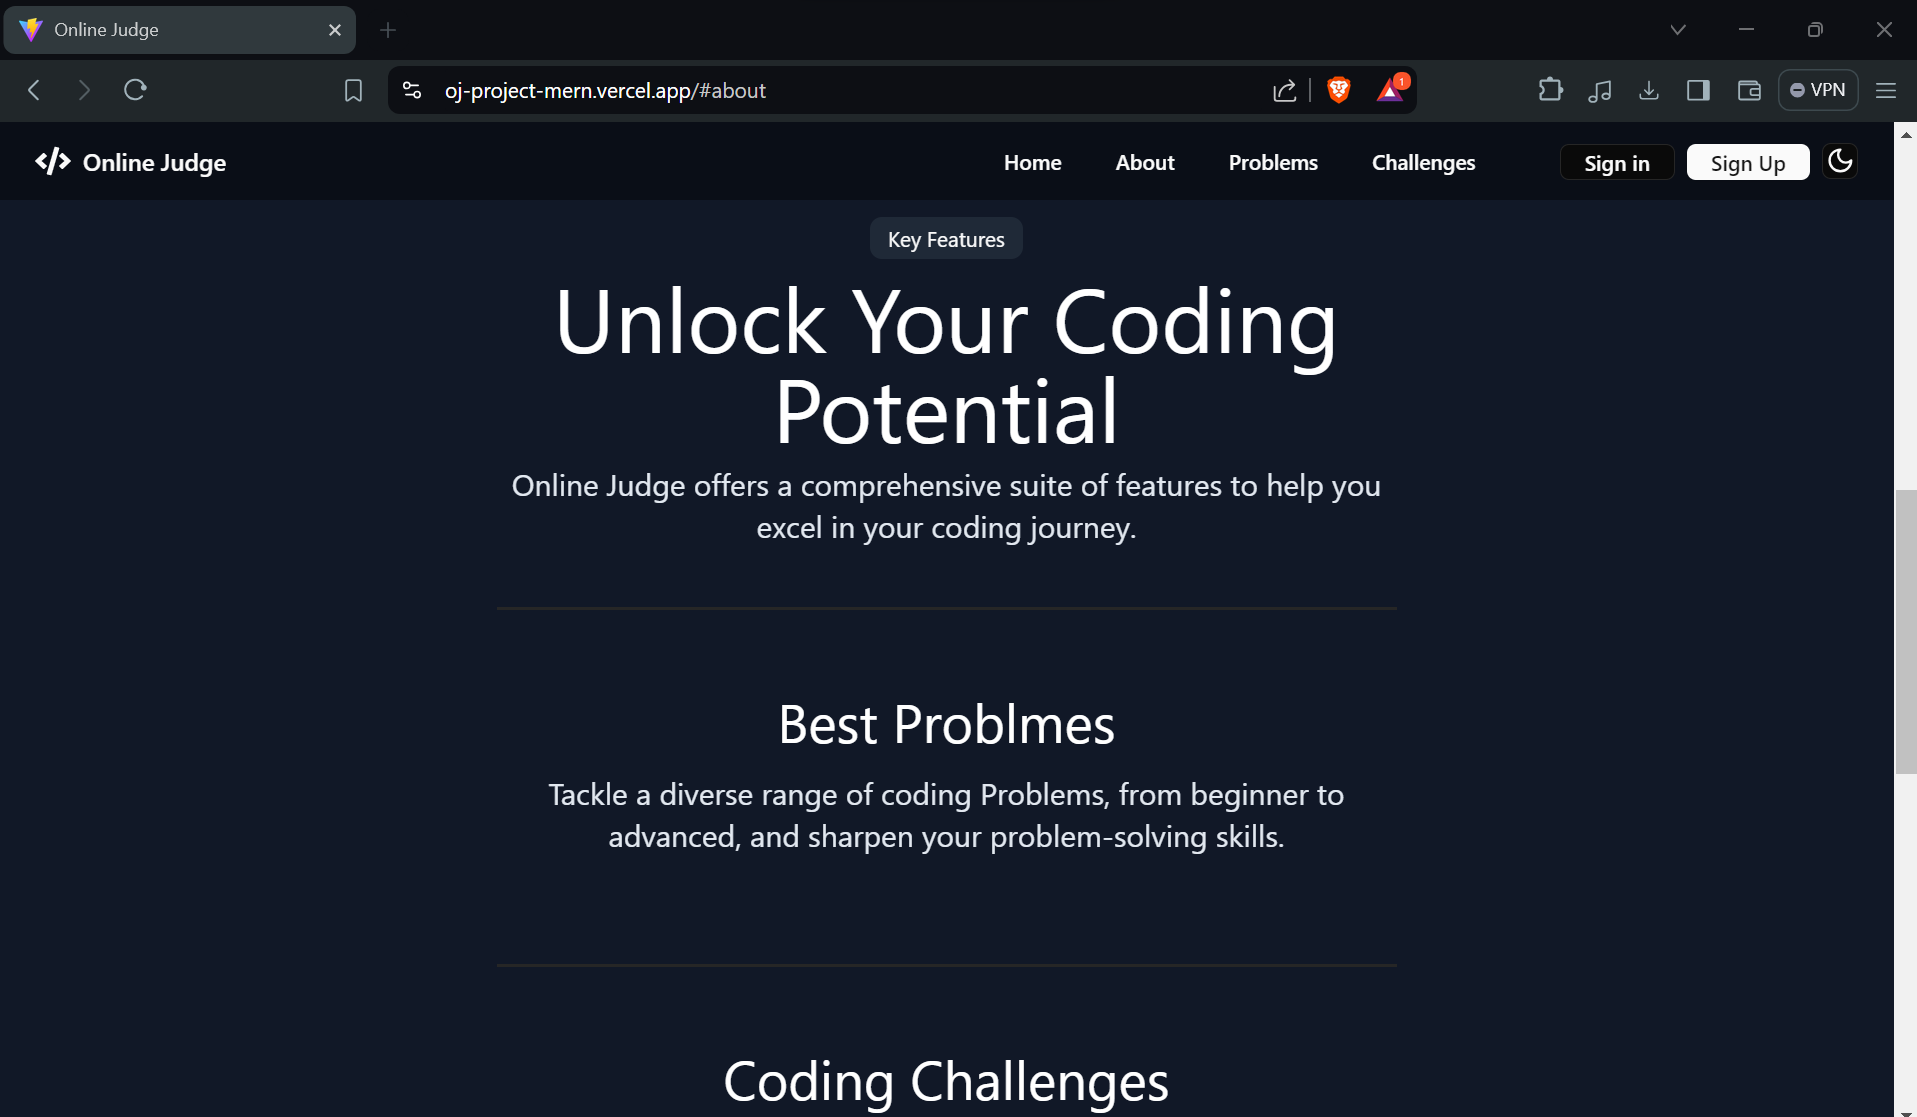 Online Judge
oj-project-mern.vercel.app/#about
1
VPN
Online Judge
Home
About
Problems
Challenges
Sign in
Sign Up
Key Features
Unlock Your Coding
Potential
Online Judge offers a comprehensive suite of features to help you
excel in your coding journey.
Best Problmes
Tackle a diverse range of coding Problems, from beginner to
advanced, and sharpen your problem-solving skills.
Coding Challenges